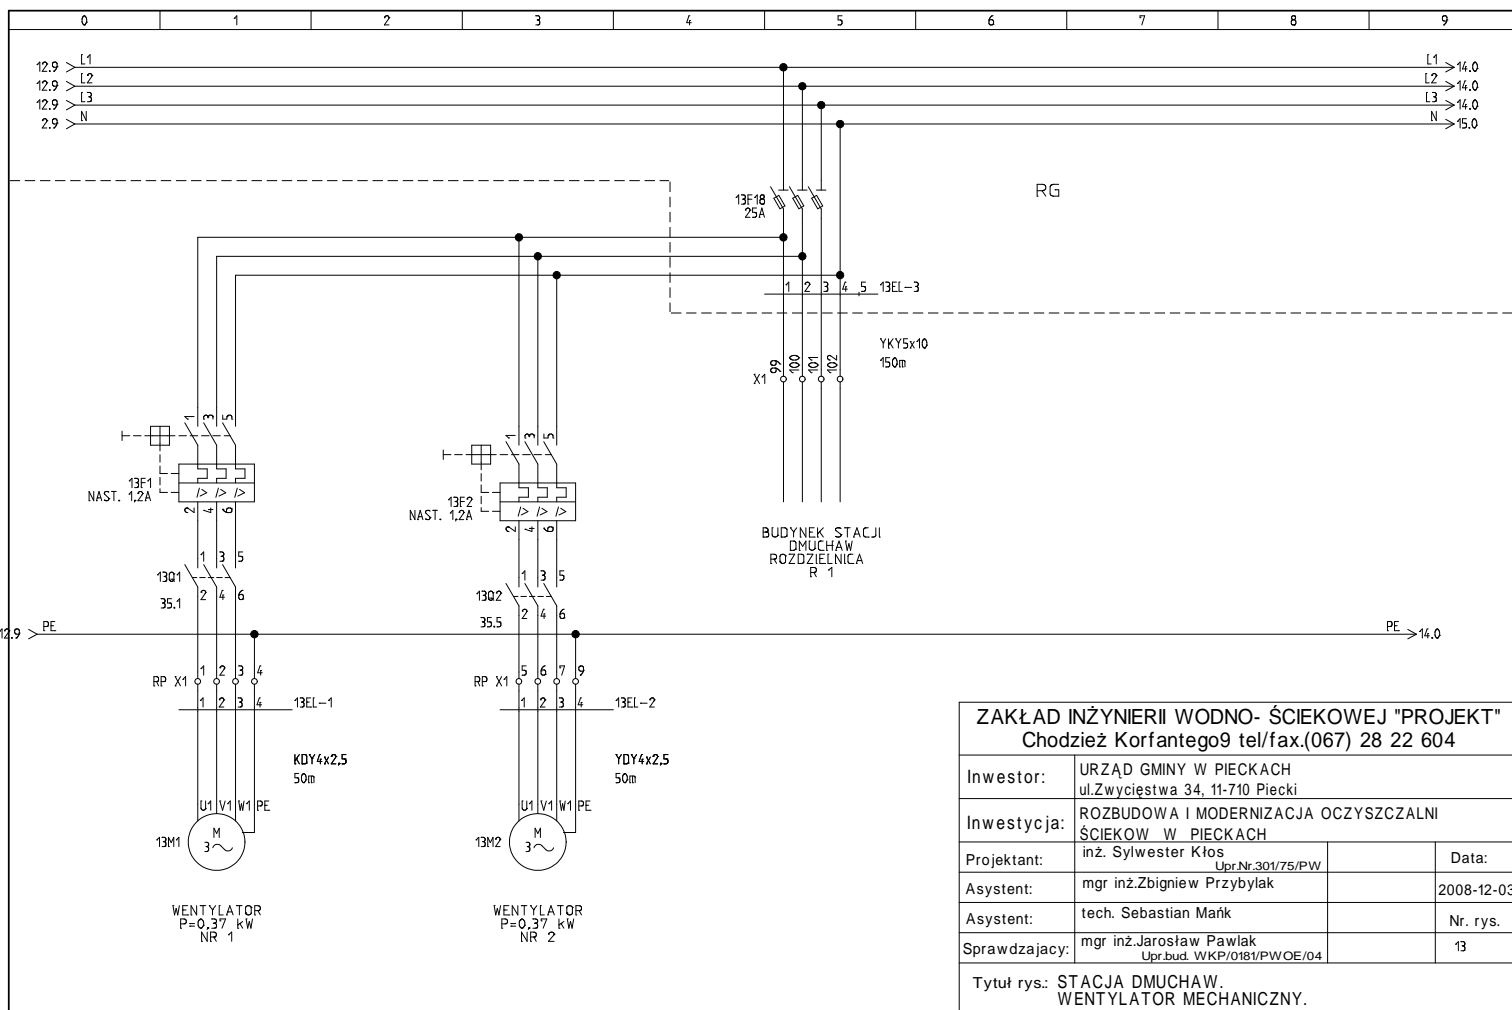 0 1 2 3 4 5 6 7 8 9
12.9 L1 L1 14.0
12.9 L2 L2 14.0
12.9 L3 L3 14.0
2.9 N N 15.0
RG
13F18
25A
1 2 3 4 5 13EL-3
YKY5x10
150m
X1 99 100 101 102
BUDYNEK STACJI
DMUCHAW
ROZDZIELNICA
R 1
1 3 5
13F1
NAST. 1,2A
I> I> I>
2 4 6
1 3 5
13Q1
2 4 6
35.1
1 3 5
13F2
NAST. 1,2A
I> I> I>
2 4 6
1 3 5
13Q2
2 4 6
35.5
12.9 PE PE 14.0
RP X1 1 2 3 4
1 2 3 4 13EL-1
KDY4x2,5
50m
U1 V1 W1 PE
13M1 M
3~
WENTYLATOR
P=0,37 kW
NR 1
RP X1 5 6 7 9
1 2 3 4 13EL-2
YDY4x2,5
50m
U1 V1 W1 PE
13M2 M
3~
WENTYLATOR
P=0,37 kW
NR 2
ZAKŁAD INŻYNIERII WODNO- ŚCIEKOWEJ "PROJEKT"
Chodzież Korfantego9 tel/fax.(067) 28 22 604
Inwestor: URZĄD GMINY W PIECKACH
ul.Zwycięstwa 34, 11-710 Piecki
Inwestycja: ROZBUDOWA I MODERNIZACJA OCZYSZCZALNI
ŚCIEKOW W PIECKACH
Projektant: inż. Sylwester Kłos
Upr.Nr.301/75/PW
Data:
Asystent: mgr inż.Zbigniew Przybylak
2008-12-03
Asystent: tech. Sebastian Mańk
Nr. rys.
Sprawdzajacy: mgr inż.Jarosław Pawlak
Upr.bud. WKP/0181/PWOE/04
13
Tytuł rys.: STACJA DMUCHAW.
WENTYLATOR MECHANICZNY.